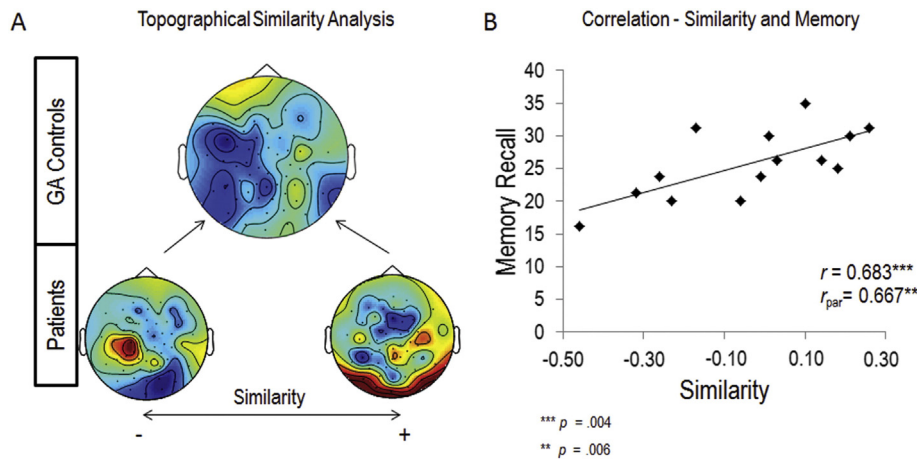 A
Topographical Similarity Analysis
GA Controls
Patients
Similarity
-
+
B
Correlation - Similarity and Memory
Memory Recall
40
35
30
25
20
15
10
5
0
-0.50
-0.30
-0.10
0.10
0.30
Similarity
r = 0.683***
rpar= 0.667**
*** p = .004
** p = .006